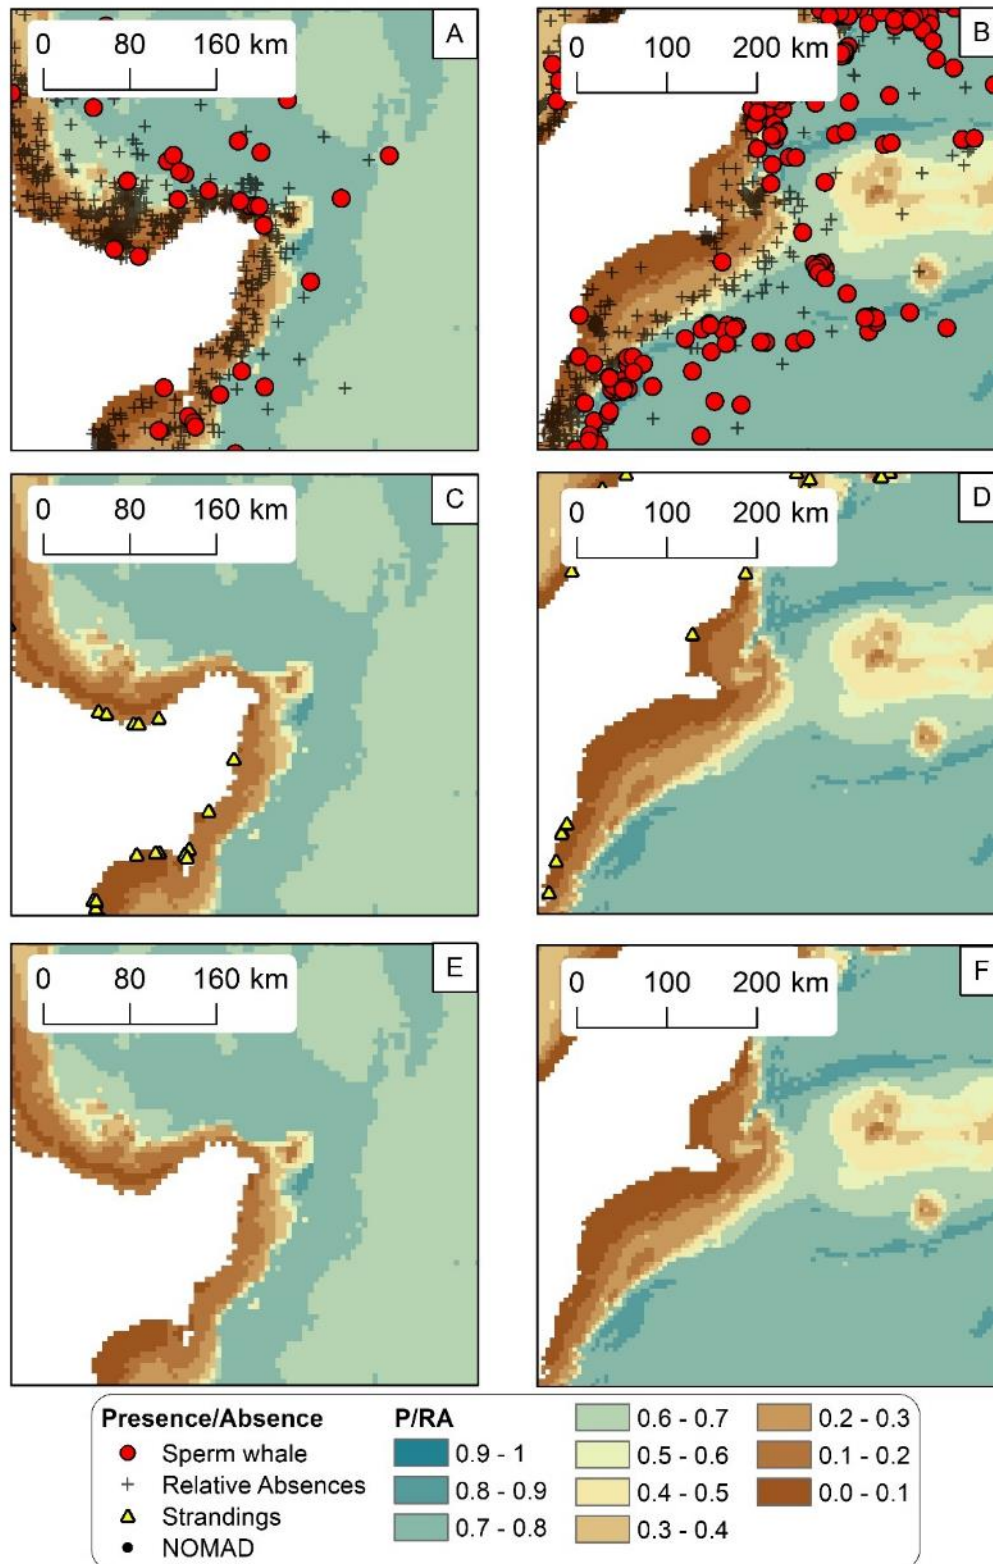 A
0 80 160 km
B
0 100 200 km
C
0 80 160 km
D
0 100 200 km
E
0 80 160 km
F
0 100 200 km
Presence/Absence
Sperm whale
Relative Absences
Strandings
NOMAD
P/RA
0.9 - 1
0.8 - 0.9
0.7 - 0.8
0.6 - 0.7
0.5 - 0.6
0.4 - 0.5
0.3 - 0.4
0.2 - 0.3
0.1 - 0.2
0.0 - 0.1